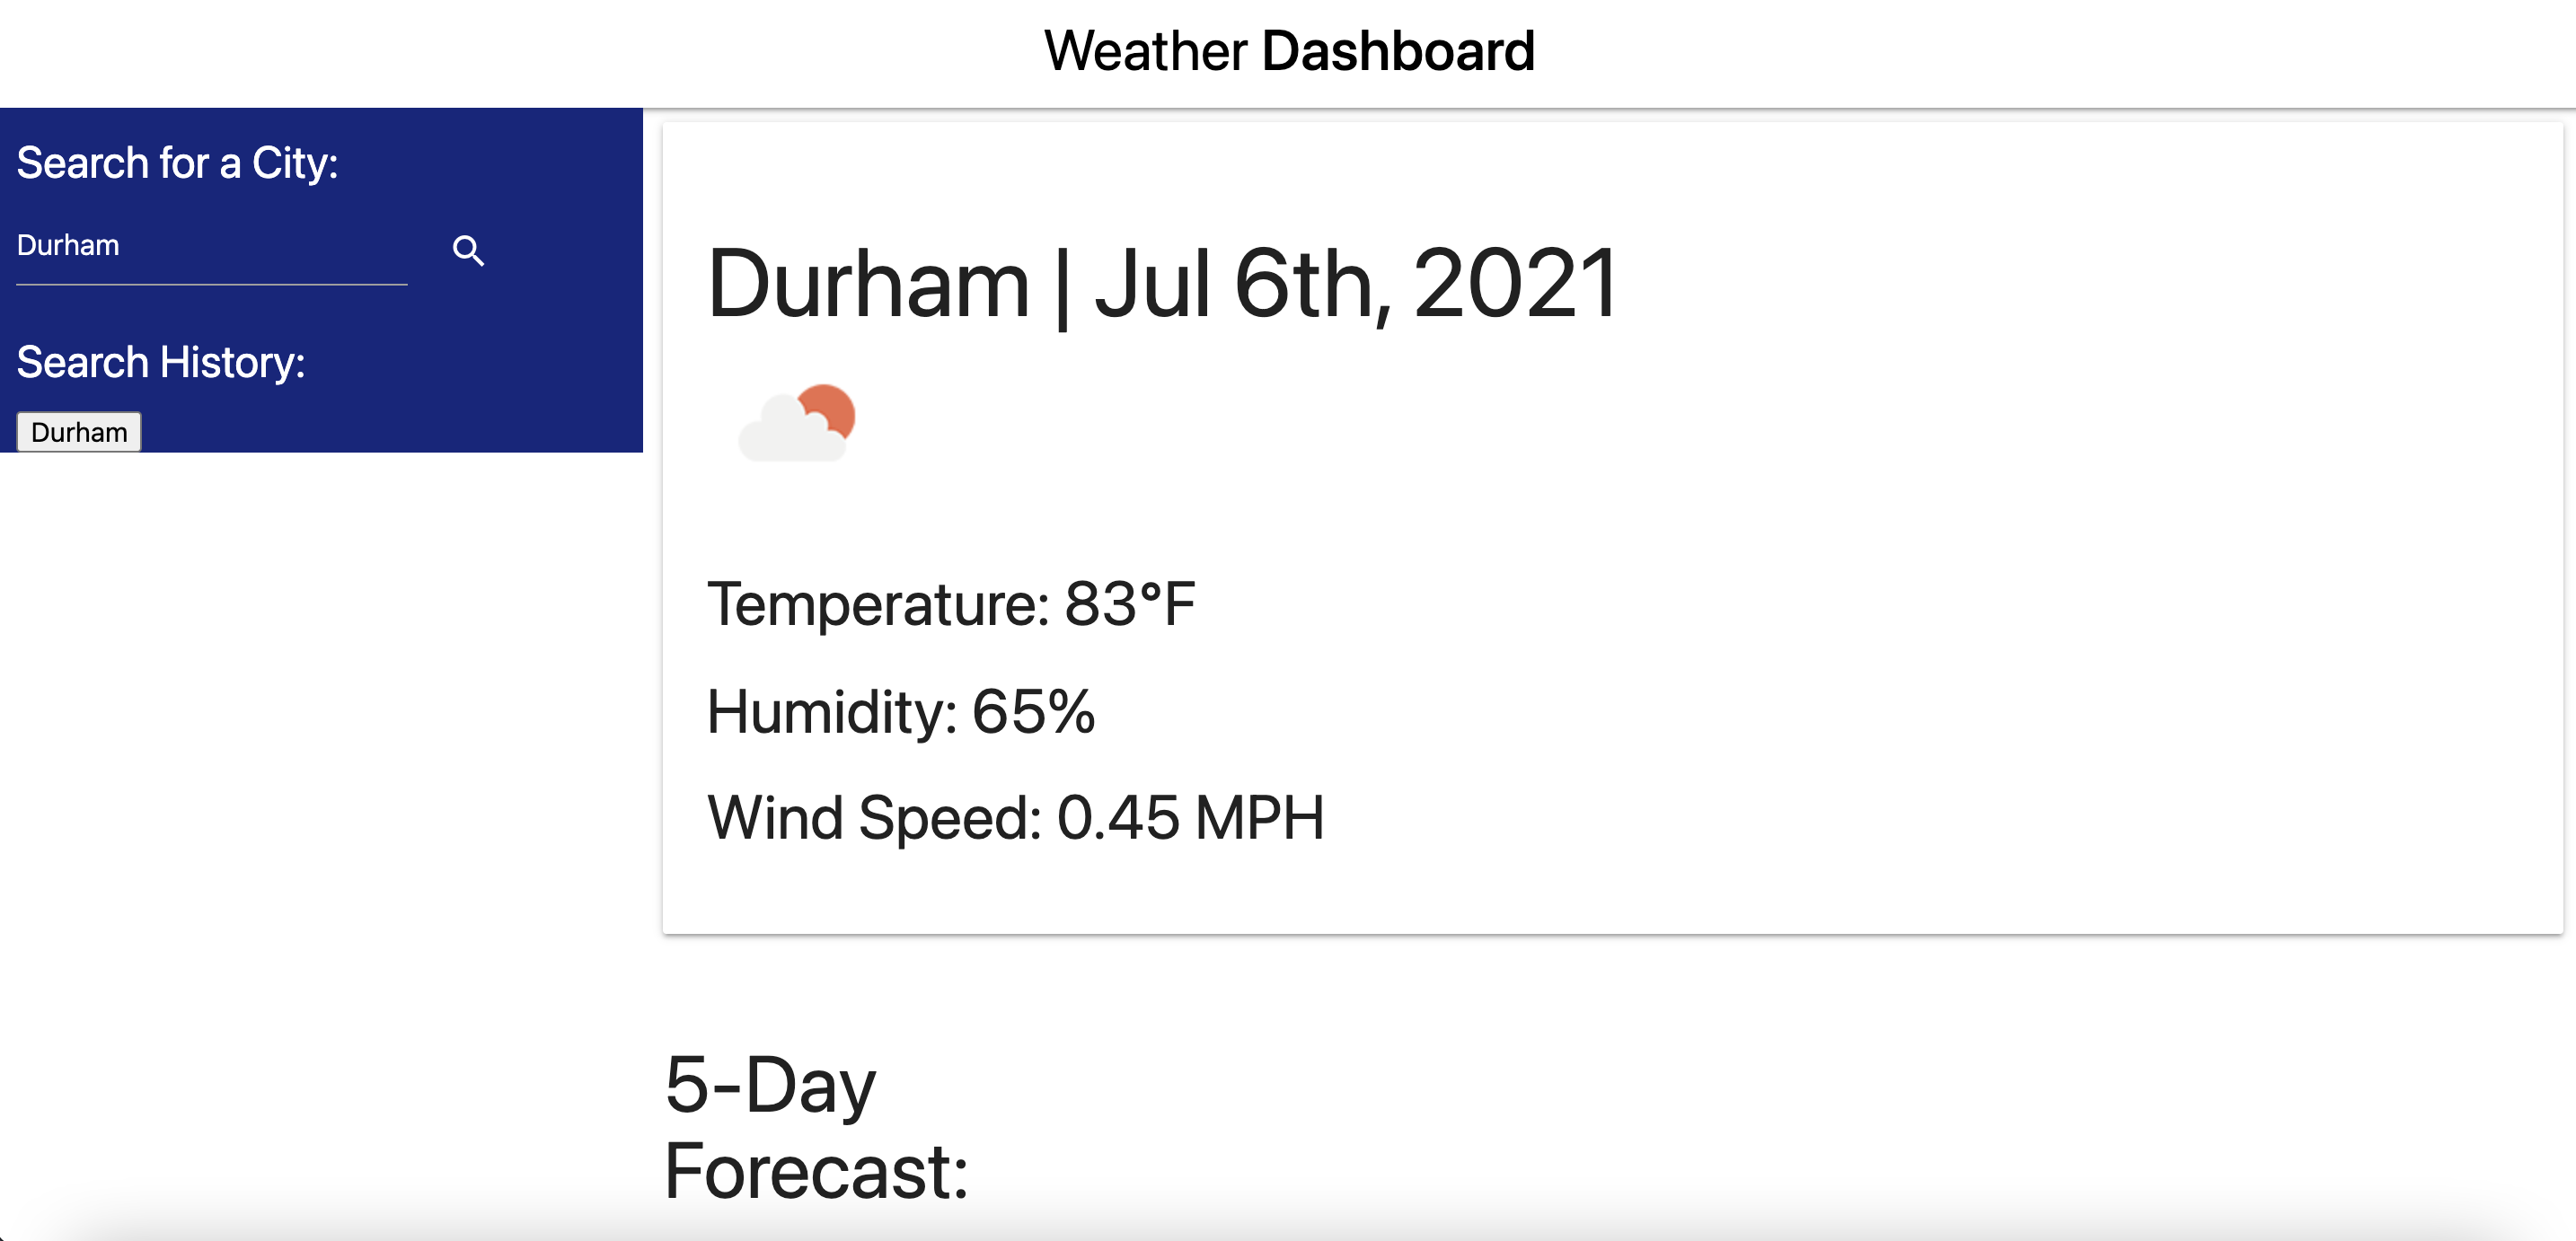 Weather Dashboard
Search for a City:
Durham
Search History:
Durham
Durham | Jul 6th, 2021
Temperature: 83°F
Humidity: 65%
Wind Speed: 0.45 MPH
5-Day
Forecast: